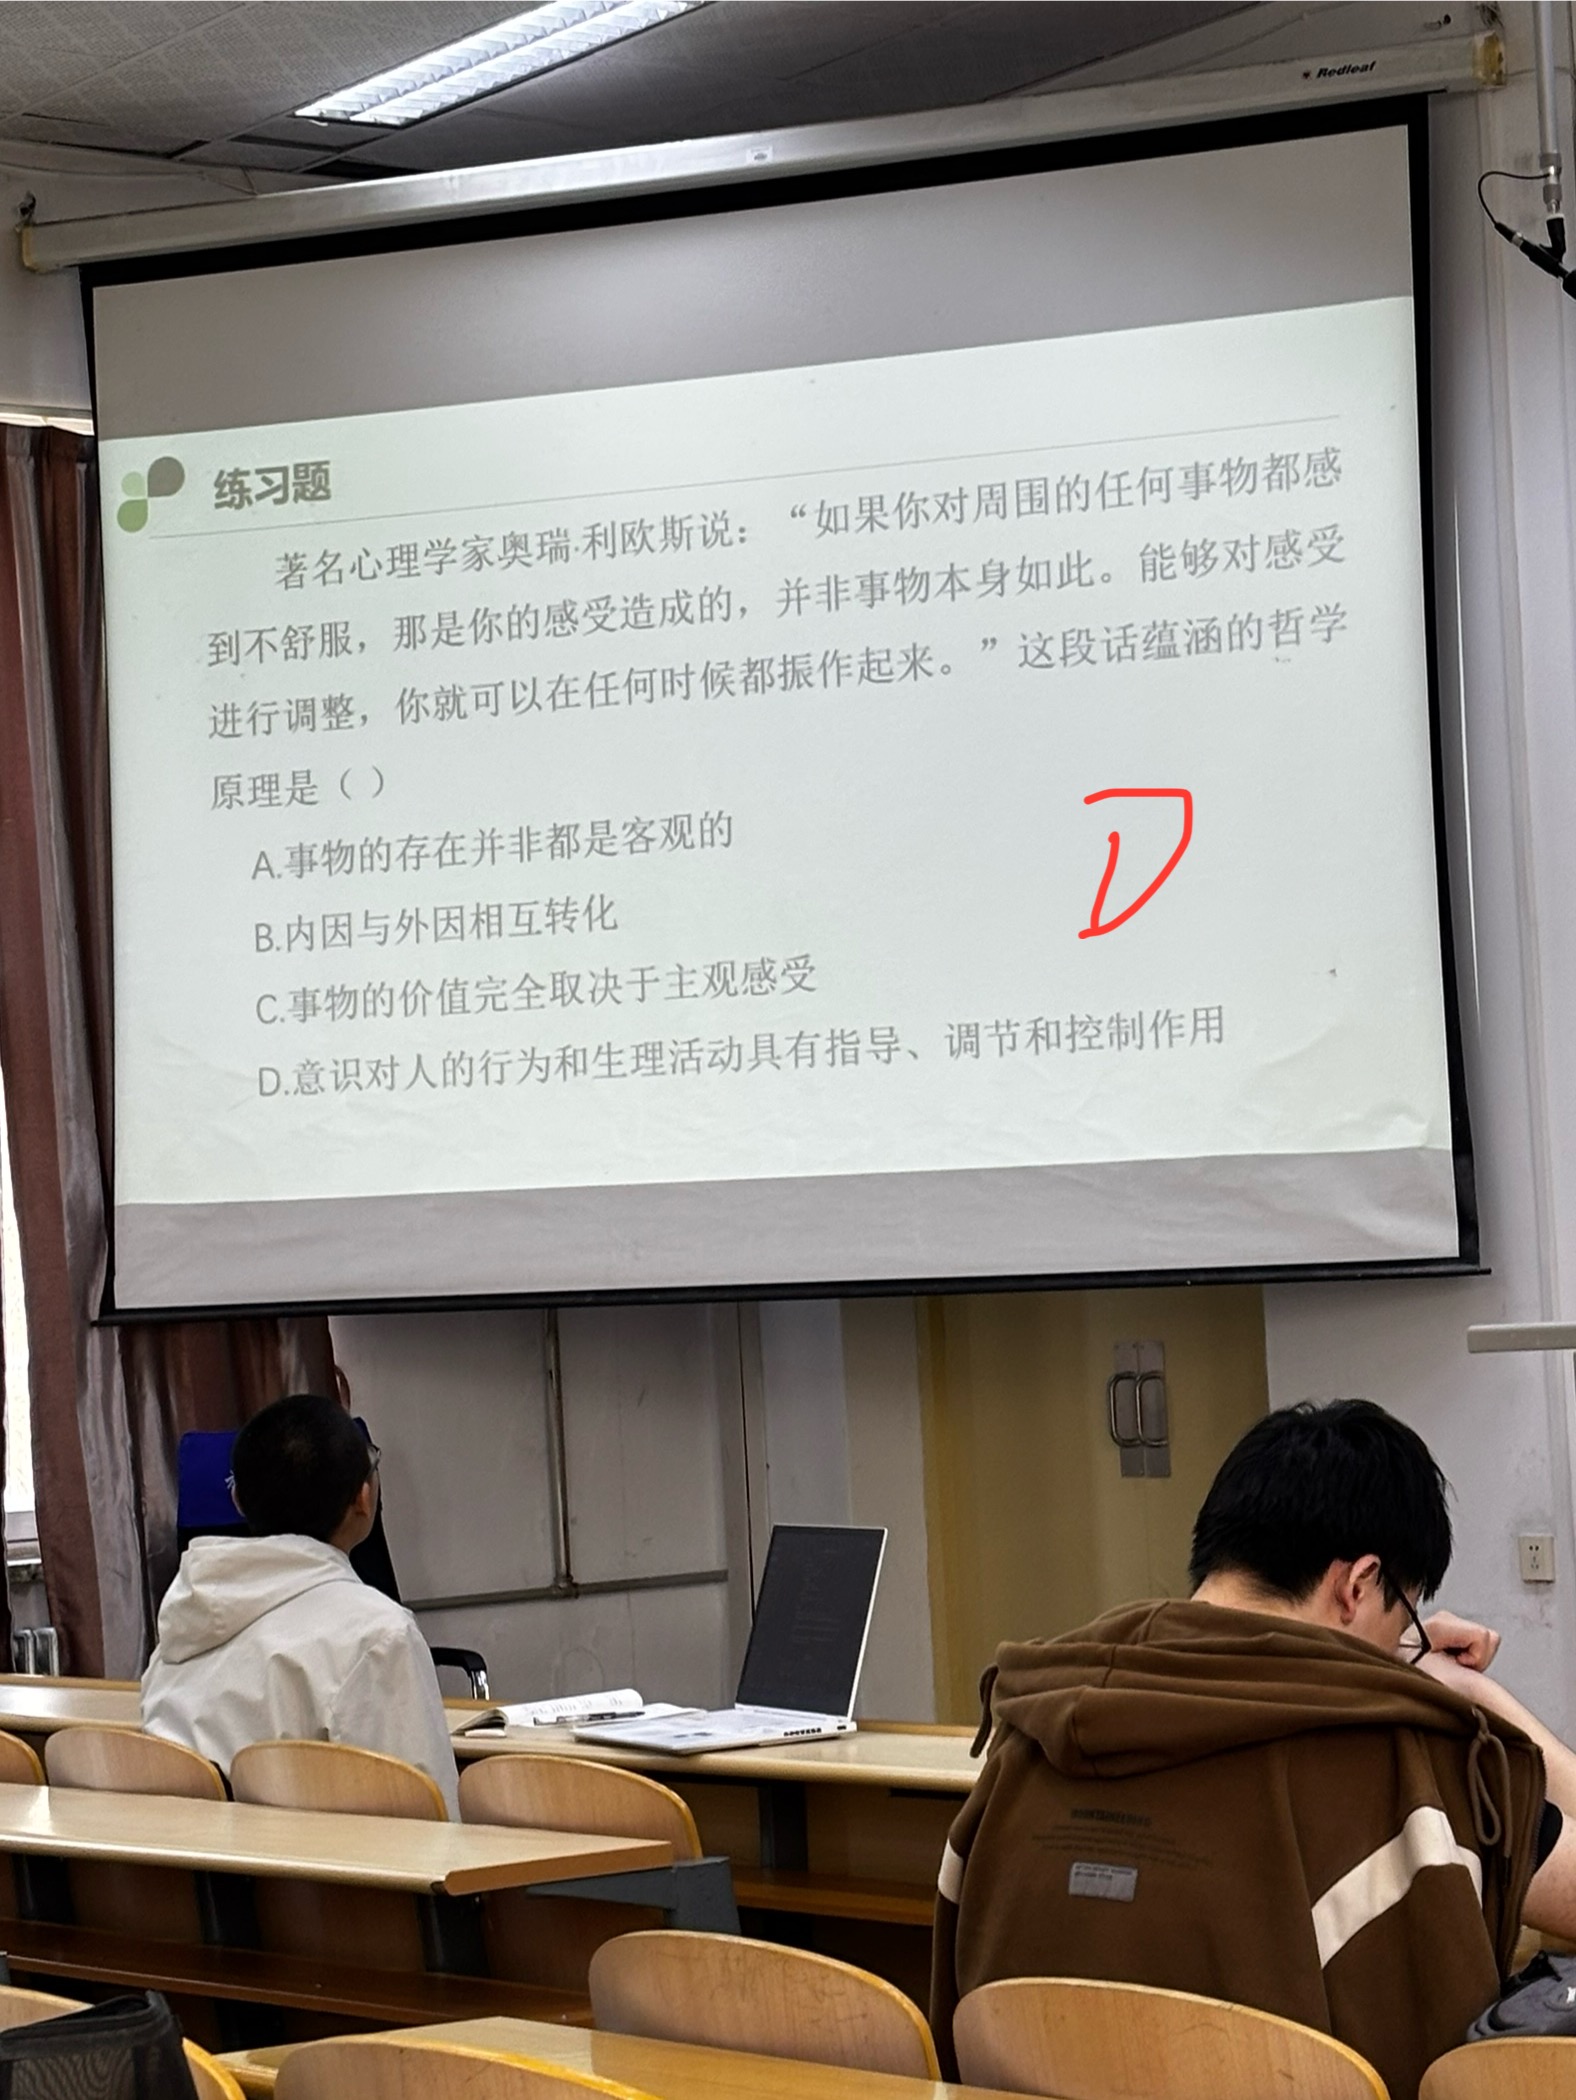 Redleaf
练习题
著名心理学家奥瑞·利欧斯说：“如果你对周围的任何事物都感
到不舒服，那是你的感受造成的，并非事物本身如此。能够对感受
进行调整，你就可以在任何时候都振作起来。”这段话蕴涵的哲学
原理是（ ）
A.事物的存在并非都是客观的
B.内因与外因相互转化
C.事物的价值完全取决于主观感受
D.意识对人的行为和生理活动具有指导、调节和控制作用
D